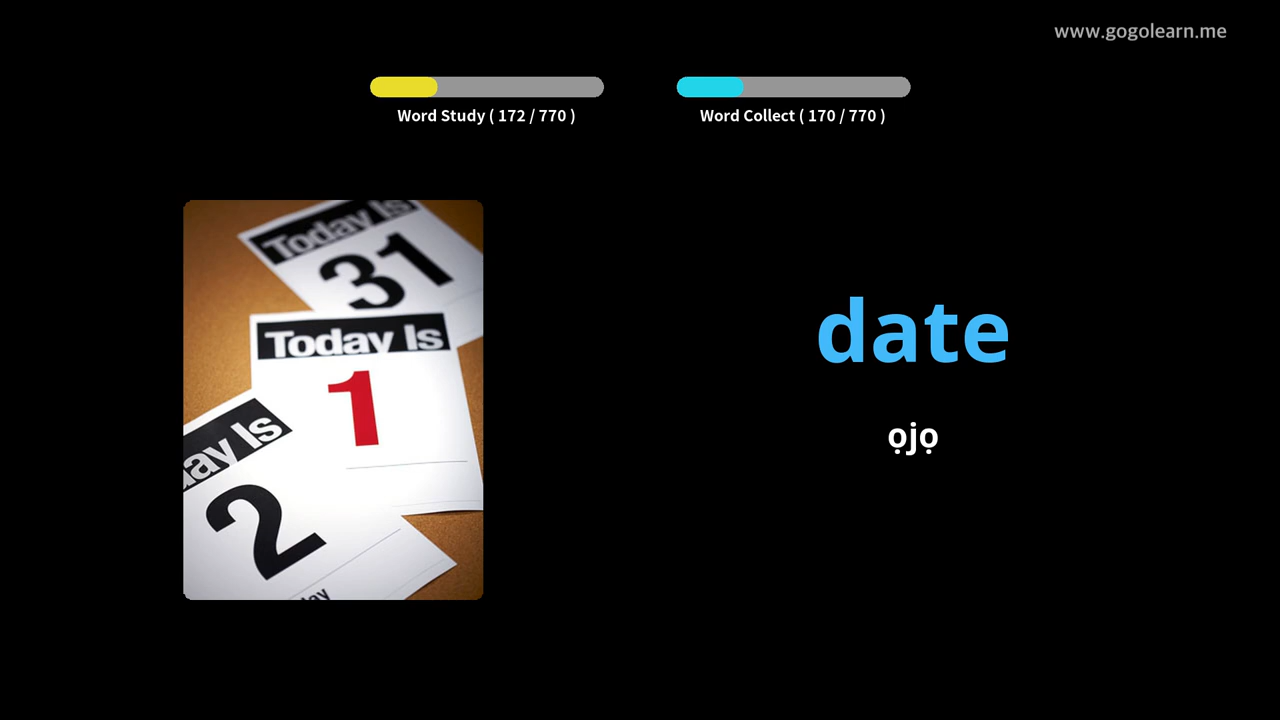 www.gogolearn.me
Word Study ( 172 / 770 )
Word Collect ( 170 / 770 )
Today Is
31
Today Is
1
day Is
2
date
ọjọ